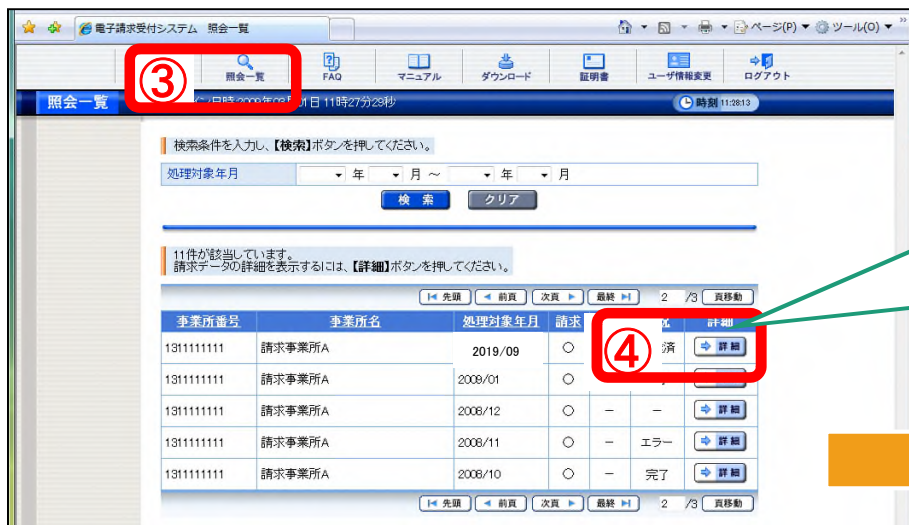 電子請求受付システム 照会一覧
ページ(P) ▼ ツール(O) ▼ »
③
照会一覧 FAQ マニュアル ダウンロード 証明書 ユーザ情報変更 ログアウト
照会一覧
日時:2009年03月01日 11時27分29秒
時刻 11:28:13
検索条件を入力し、【検索】ボタンを押してください。
処理対象年月 年 月 ~ 年 月
検 索 クリア
11件が該当しています。
請求データの詳細を表示するには、【詳細】ボタンを押してください。
先頭 前頁 次頁 最終 2 /3 頁移動
事業所番号 事業所名 処理対象年月 請求 詳細
1311111111 請求事業所A 2019/09 ○ ④ 済 詳細
1311111111 請求事業所A 2009/01 ○
1311111111 請求事業所A 2008/12 ○ － － 詳細
1311111111 請求事業所A 2008/11 ○ － エラー 詳細
1311111111 請求事業所A 2008/10 ○ － 完了 詳細
先頭 前頁 次頁 最終 2 /3 頁移動